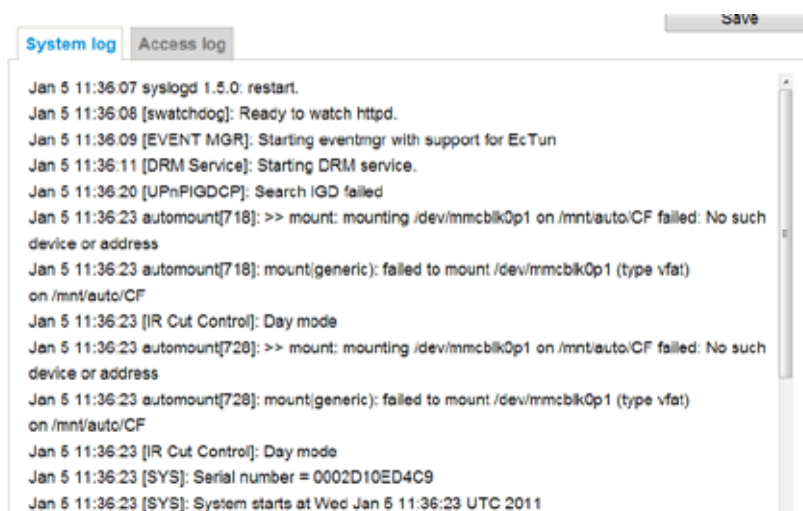 Save
System log Access log
Jan 5 11:36:07 syslogd 1.5.0: restart.
Jan 5 11:36:08 [swatchdog]: Ready to watch httpd.
Jan 5 11:36:09 [EVENT MGR]: Starting eventmgr with support for EcTun
Jan 5 11:36:11 [DRM Service]: Starting DRM service.
Jan 5 11:36:20 [UPnPIGDCP]: Search IGD failed
Jan 5 11:36:23 automount[718]: >> mount: mounting /dev/mmcblk0p1 on /mnt/auto/CF failed: No such
device or address
Jan 5 11:36:23 automount[718]: mount(generic): failed to mount /dev/mmcblk0p1 (type vfat)
on /mnt/auto/CF
Jan 5 11:36:23 [IR Cut Control]: Day mode
Jan 5 11:36:23 automount[728]: >> mount: mounting /dev/mmcblk0p1 on /mnt/auto/CF failed: No such
device or address
Jan 5 11:36:23 automount[728]: mount(generic): failed to mount /dev/mmcblk0p1 (type vfat)
on /mnt/auto/CF
Jan 5 11:36:23 [IR Cut Control]: Day mode
Jan 5 11:36:23 [SYS]: Serial number = 0002D10ED4C9
Jan 5 11:36:23 [SYS]: System starts at Wed Jan 5 11:36:23 UTC 2011